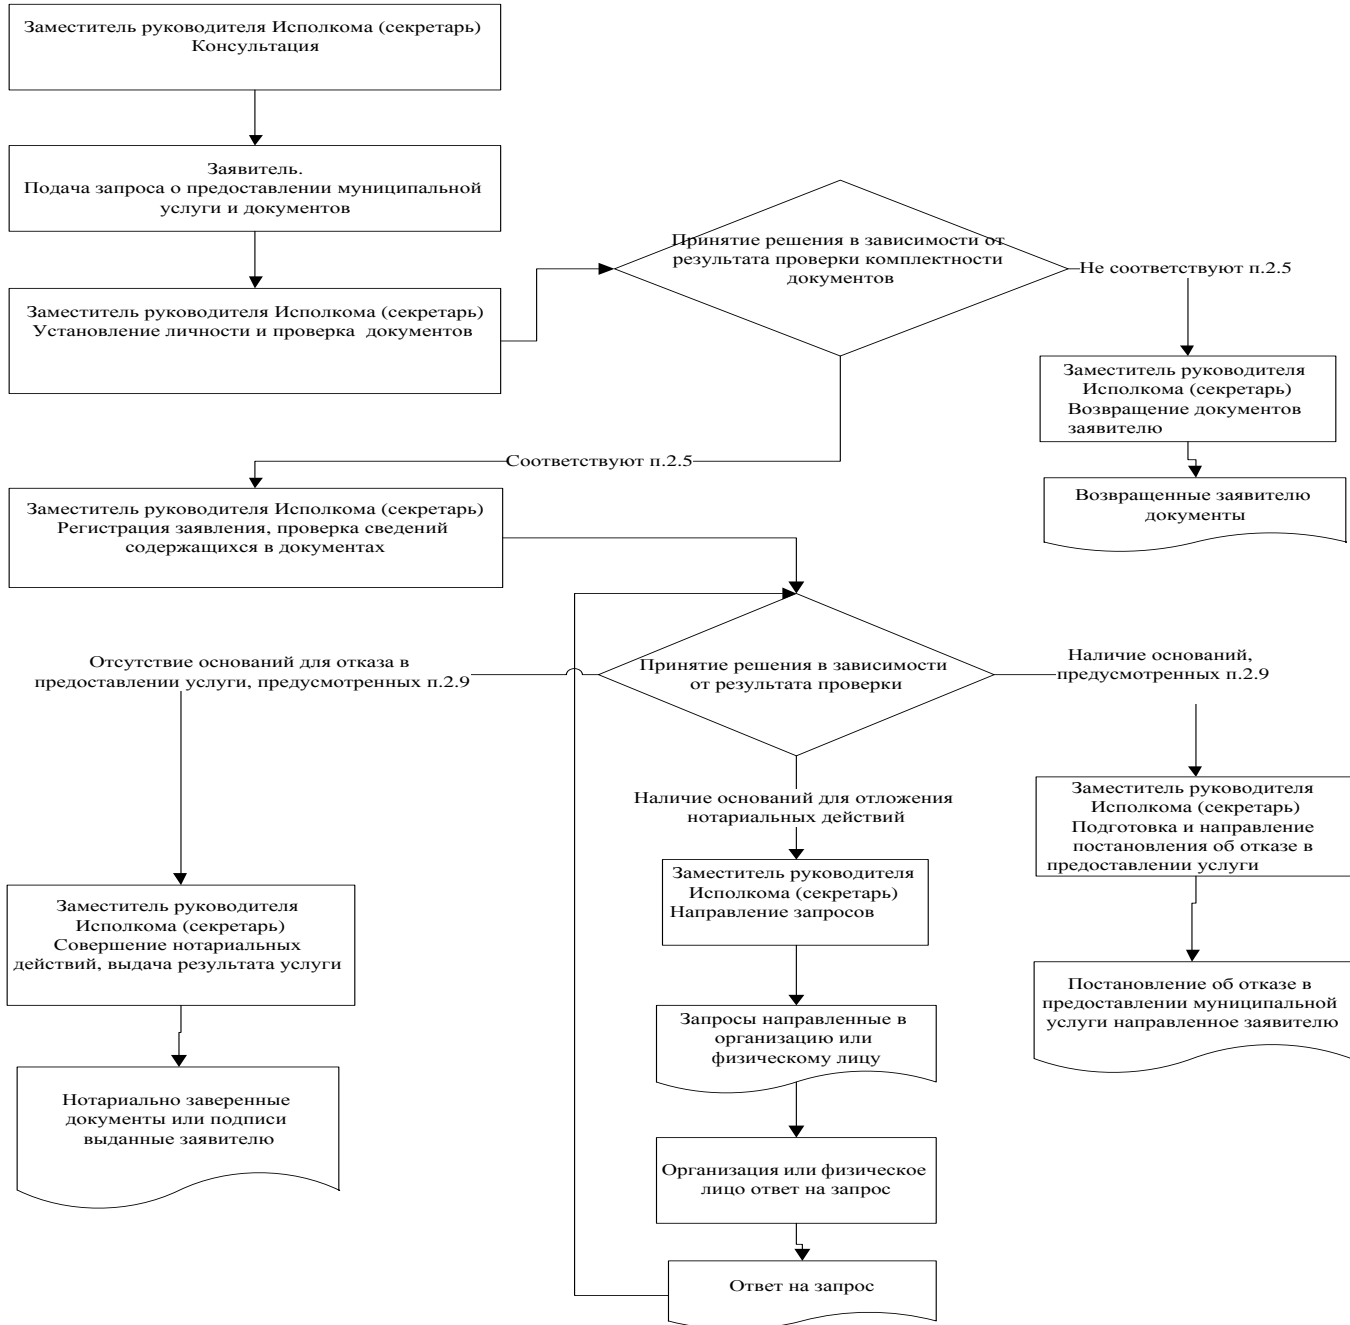 Заместитель руководителя Исполкома (секретарь)
Консультация
Заявитель.
Подача запроса о предоставлении муниципальной
услуги и документов
Заместитель руководителя Исполкома (секретарь)
Установление личности и проверка документов
Принятие решения в зависимости от
результата проверки комплектности
документов
Не соответствуют п.2.5
Заместитель руководителя
Исполкома (секретарь)
Возвращение документов
заявителю
Возвращенные заявителю
документы
Соответствуют п.2.5
Заместитель руководителя Исполкома (секретарь)
Регистрация заявления, проверка сведений
содержащихся в документах
Принятие решения в зависимости
от результата проверки
Отсутствие оснований для отказа в
предоставлении услуги, предусмотренных п.2.9
Наличие оснований,
предусмотренных п.2.9
Наличие оснований для отложения
нотариальных действий
Заместитель руководителя
Исполкома (секретарь)
Подготовка и направление
постановления об отказе в
предоставлении услуги
Заместитель руководителя
Исполкома (секретарь)
Направление запросов
Заместитель руководителя
Исполкома (секретарь)
Совершение нотариальных
действий, выдача результата услуги
Постановление об отказе в
предоставлении муниципальной
услуги направленное заявителю
Запросы направленные в
организацию или
физическому лицу
Нотариально заверенные
документы или подписи
выданные заявителю
Организация или физическое
лицо ответ на запрос
Ответ на запрос